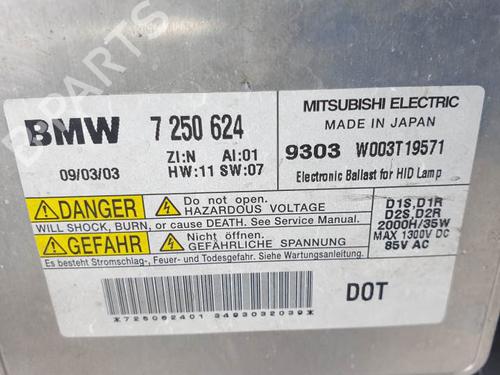 B-PARTS
BMW 7 250 624
MITSUBISHI ELECTRIC
MADE IN JAPAN
ZI:N AI:01
09/03/03 HW:11 SW:07
9303 W003T19571
Electronic Ballast for HID Lamp
DANGER Do not open.
HAZARDOUS VOLTAGE
WILL SHOCK, BURN, or cause DEATH. See Service Manual.
GEFAHR Nicht öffnen.
GEFÄHRLICHE SPANNUNG
Es besteht Stromschlag-, Feuer- und Todesgefahr. Siehe Wartungsanleitung.
D1S,D1R
D2S,D2R
2000H/35W
MAX 1300V DC
85V AC
DOT
*725062401 3493032039*